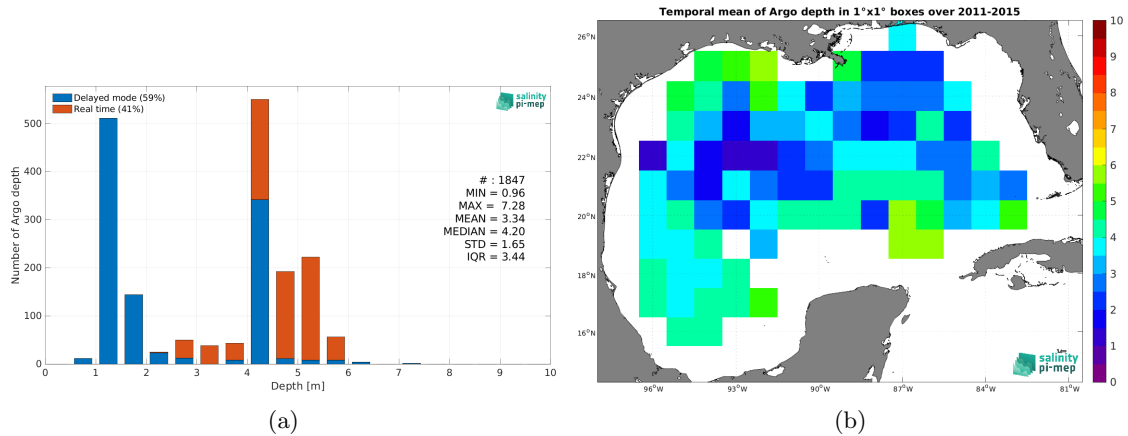 Temporal mean of Argo depth in 1°x1° boxes over 2011-2015
Delayed mode (59%)
Real time (41%)
salinity
pi-mep
Number of Argo depth
500
400
300
200
100
0
# : 1847
MIN = 0.96
MAX = 7.28
MEAN = 3.34
MEDIAN = 4.20
STD = 1.65
IQR = 3.44
0 1 2 3 4 5 6 7 8 9 10
Depth [m]
(a)
26°N
24°N
22°N
20°N
18°N
16°N
96°W 93°W 90°W 87°W 84°W 81°W
salinity
pi-mep
10
9
8
7
6
5
4
3
2
1
0
(b)